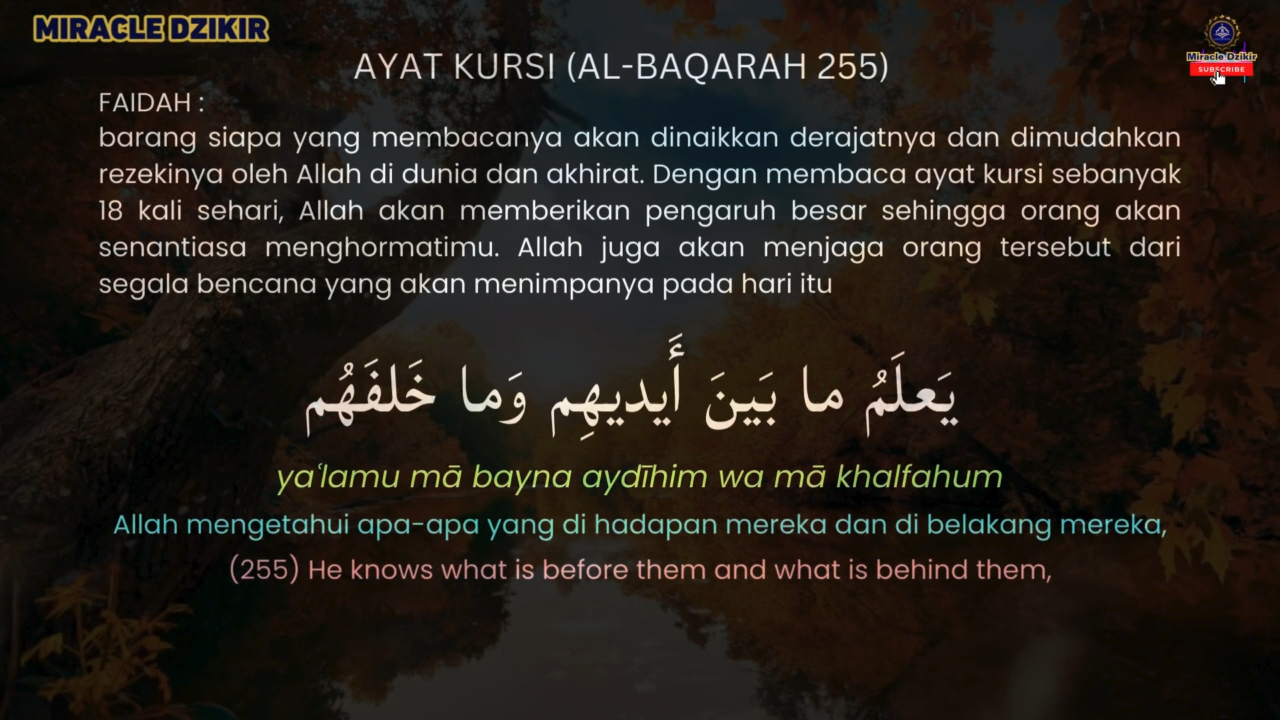 MIRACLE DZIKIR
Miracle Dzikir
SUBSCRIBE
AYAT KURSI (AL-BAQARAH 255)
FAIDAH :
barang siapa yang membacanya akan dinaikkan derajatnya dan dimudahkan
rezekinya oleh Allah di dunia dan akhirat. Dengan membaca ayat kursi sebanyak
18 kali sehari, Allah akan memberikan pengaruh besar sehingga orang akan
senantiasa menghormatimu. Allah juga akan menjaga orang tersebut dari
segala bencana yang akan menimpanya pada hari itu
يَعلَمُ ما بَينَ أَيديهِم وَما خَلفَهُم
yaʿlamu mā bayna aydīhim wa mā khalfahum
Allah mengetahui apa-apa yang di hadapan mereka dan di belakang mereka,
(255) He knows what is before them and what is behind them,